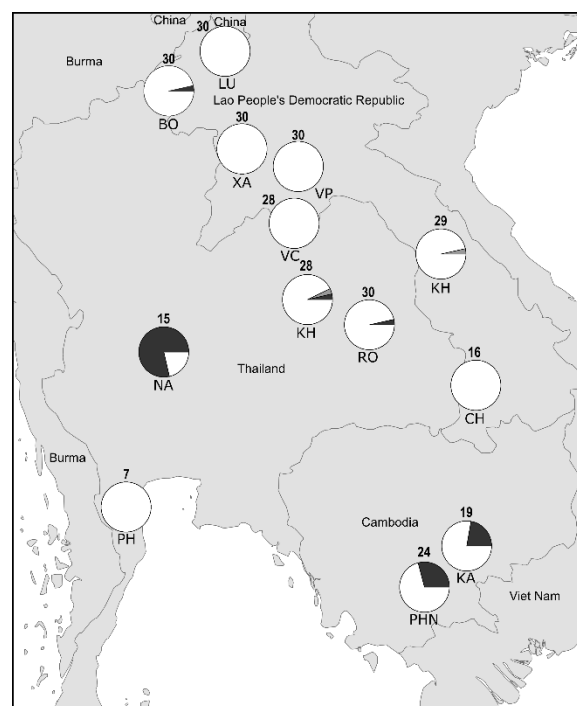 China
China
30
LU
Burma
30
BO
Lao People's Democratic Republic
30
XA
30
VP
28
VC
29
KH
28
KH
30
RO
15
NA
Thailand
16
CH
Burma
7
PH
19
Cambodia
KA
24
PHN
Viet Nam